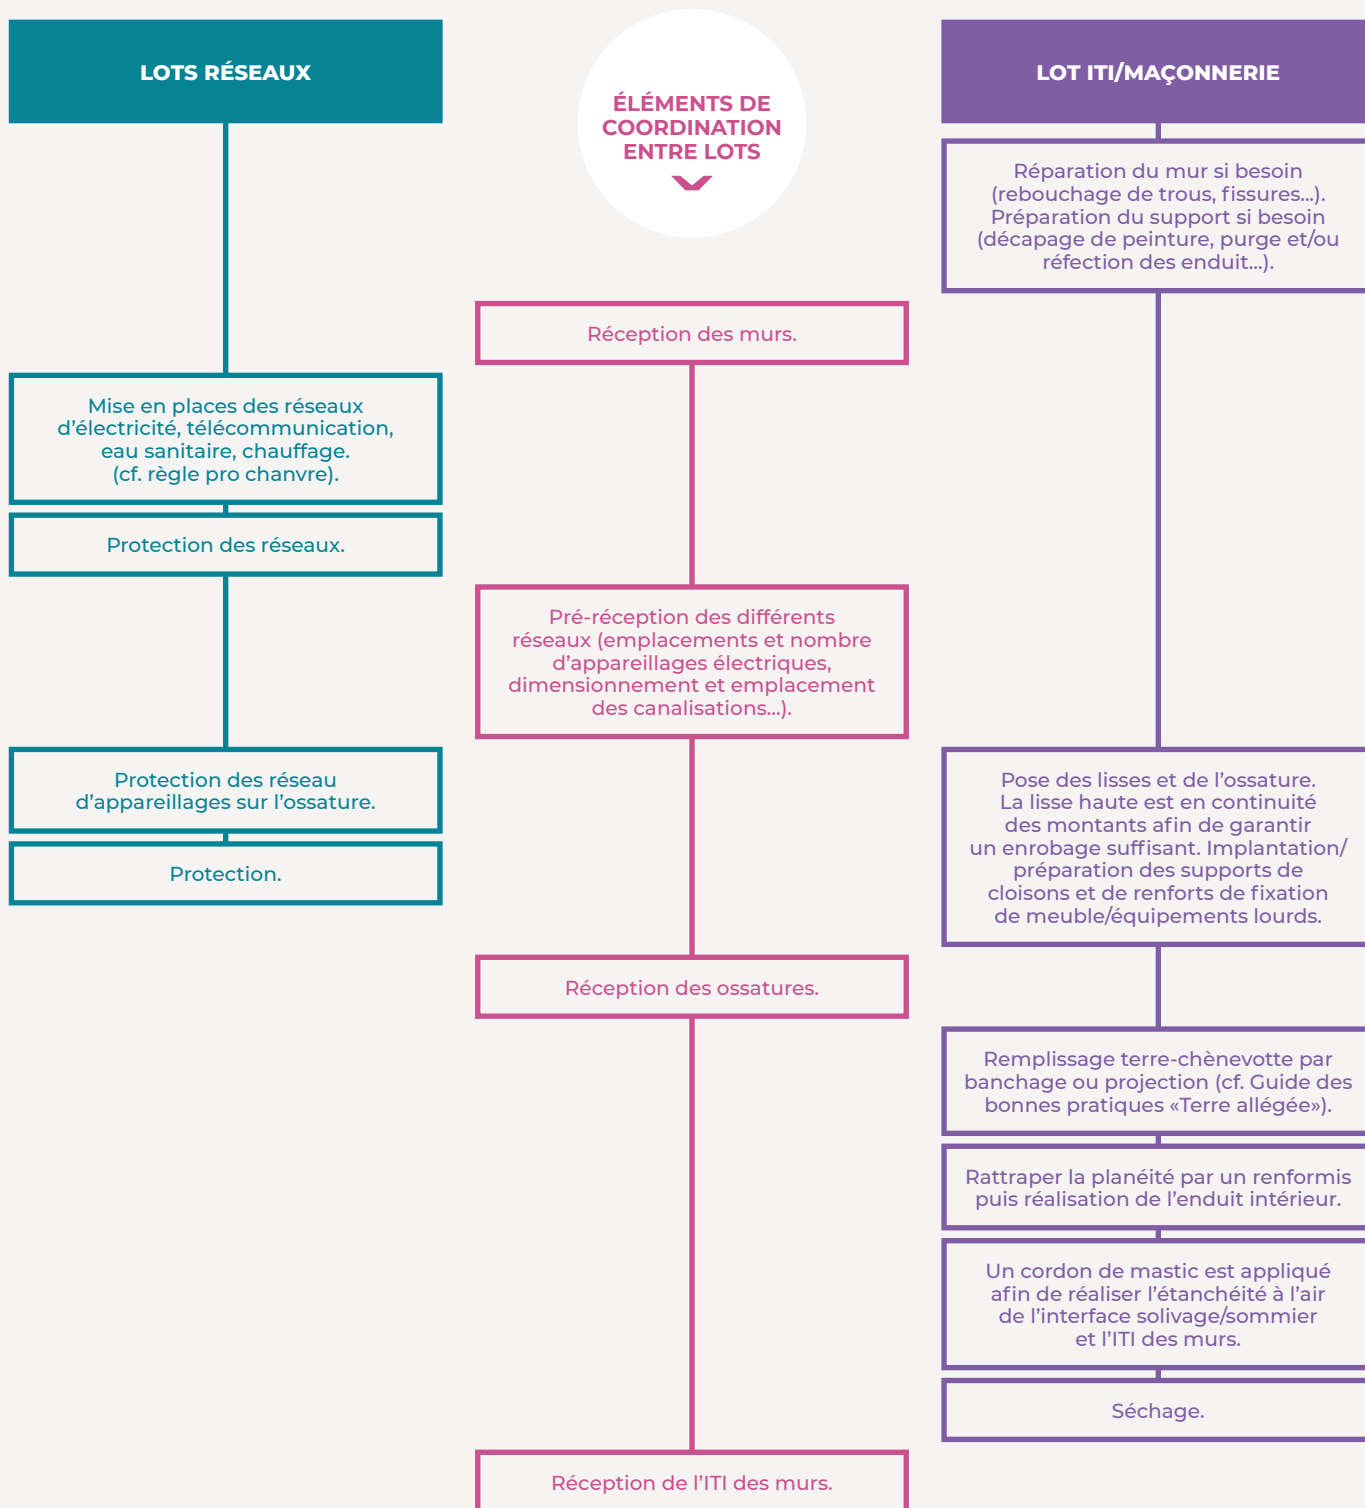 LOTS RÉSEAUX
ÉLÉMENTS DE
COORDINATION
ENTRE LOTS
LOT ITI/MAÇONNERIE
Réparation du mur si besoin
(rebouchage de trous, fissures...).
Préparation du support si besoin
(décapage de peinture, purge et/ou
réfection des enduit...).
Réception des murs.
Mise en places des réseaux
d'électricité, télécommunication,
eau sanitaire, chauffage.
(cf. règle pro chanvre).
Protection des réseaux.
Pré-réception des différents
réseaux (emplacements et nombre
d'appareillages électriques,
dimensionnement et emplacement
des canalisations...).
Protection des réseau
d'appareillages sur l'ossature.
Protection.
Pose des lisses et de l'ossature.
La lisse haute est en continuité
des montants afin de garantir
un enrobage suffisant. Implantation/
préparation des supports de
cloisons et de renforts de fixation
de meuble/équipements lourds.
Réception des ossatures.
Remplissage terre-chènevotte par
banchage ou projection (cf. Guide des
bonnes pratiques «Terre allégée»).
Rattraper la planéité par un renformis
puis réalisation de l'enduit intérieur.
Un cordon de mastic est appliqué
afin de réaliser l'étanchéité à l'air
de l'interface solivage/sommier
et l'ITI des murs.
Séchage.
Réception de l'ITI des murs.